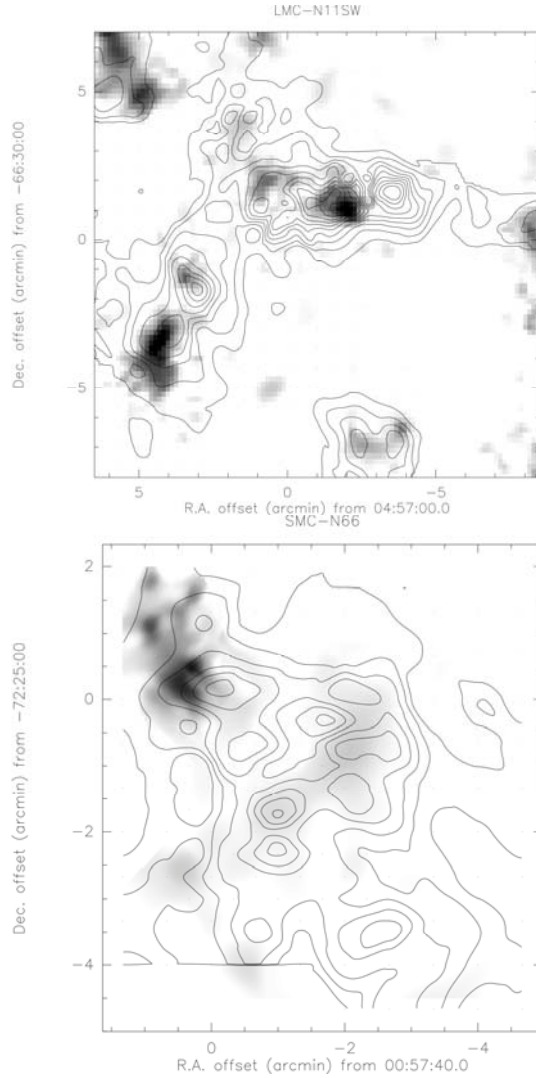 LMC-N11SW
Dec. offset (arcmin) from -66:30:00
5
0
-5
5 0 -5
R.A. offset (arcmin) from 04:57:00.0
SMC-N66
Dec. offset (arcmin) from -72:25:00
2
0
-2
-4
0 -2 -4
R.A. offset (arcmin) from 00:57:40.0